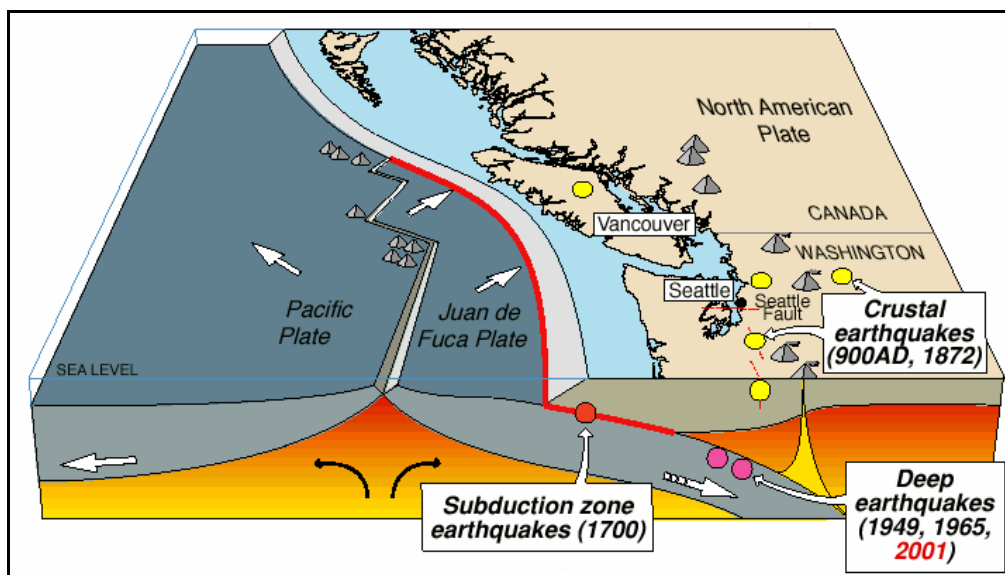 North American
Plate
CANADA
Vancouver
WASHINGTON
Seattle
Seattle
Fault
Pacific
Plate
Juan de
Fuca Plate
Crustal
earthquakes
(900AD, 1872)
SEA LEVEL
Subduction zone
earthquakes (1700)
Deep
earthquakes
(1949, 1965,
2001)